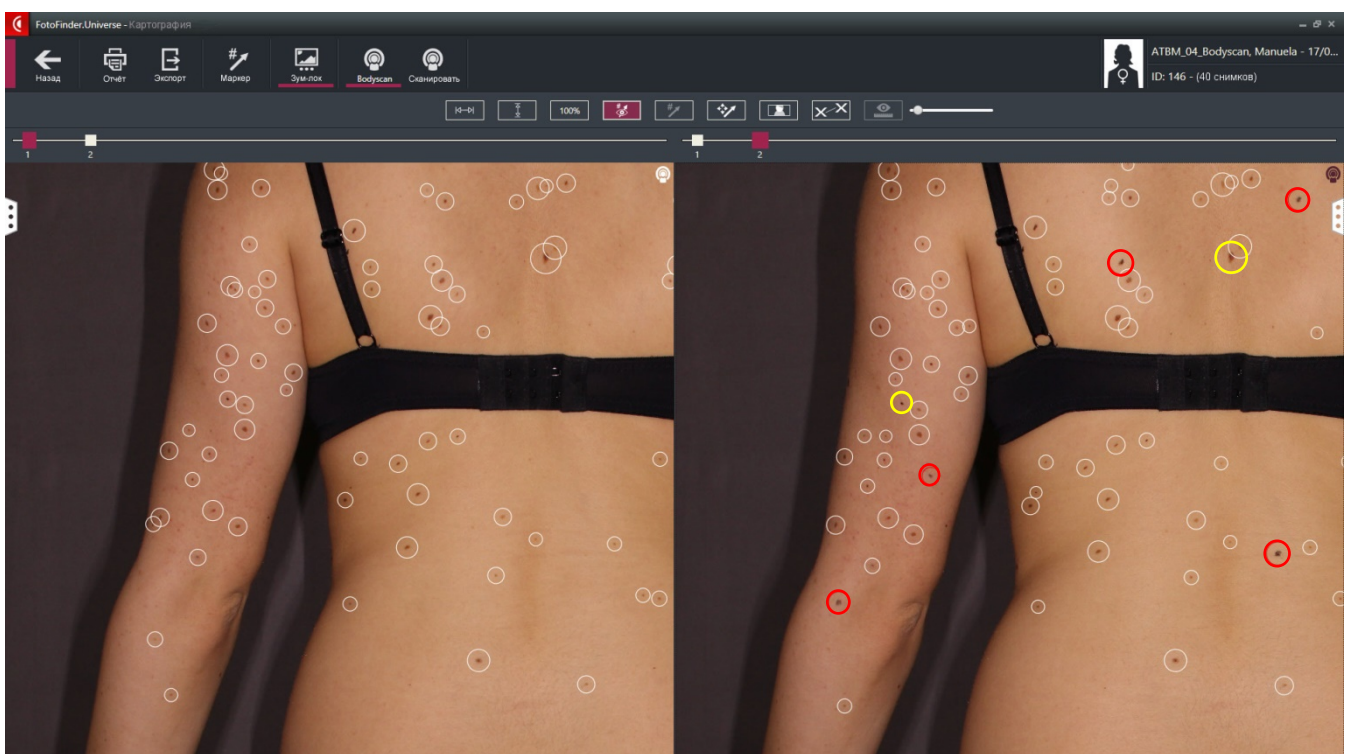 FotoFinder.Universe - Картография
Назад
Отчёт
Экспорт
Маркер
Зум-лок
Bodyscan
Сканировать
ATBM_04_Bodyscan, Manuela - 17/0...
ID: 146 - (40 снимков)
100%
1
2
1
2